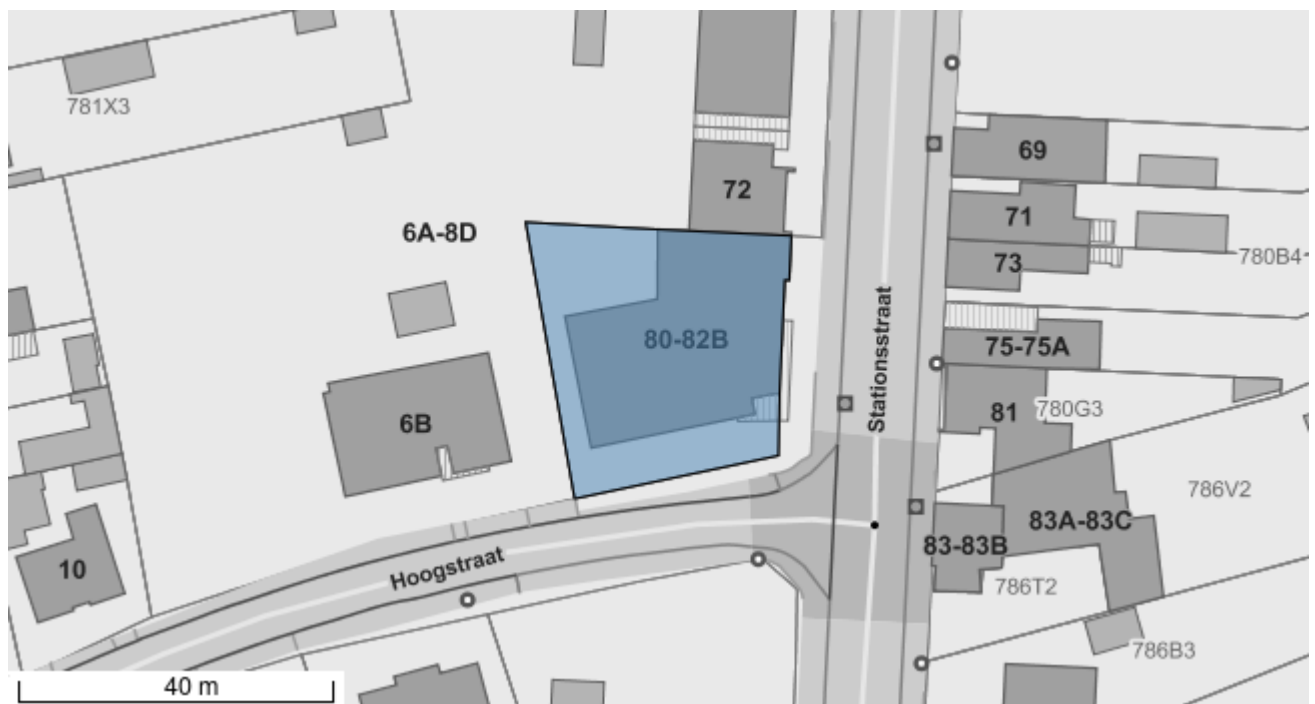 781X3
69
72
71
6A-8D
73
780B4
Stationsstraat
80-82B
75-75A
6B
81
780G3
786V2
83A-83C
83-83B
10
Hoogstraat
786T2
786B3
40 m